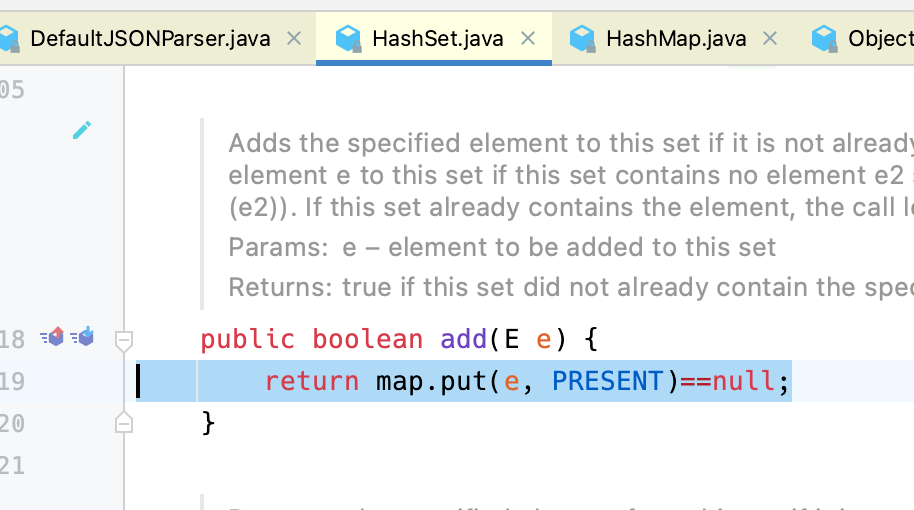 DefaultJSONParser.java HashSet.java HashMap.java Object
05
Adds the specified element to this set if it is not already
element e to this set if this set contains no element e2
(e2)). If this set already contains the element, the call
Params: e – element to be added to this set
Returns: true if this set did not already contain the spec
18 public boolean add(E e) {
19 return map.put(e, PRESENT)==null;
20 }
21